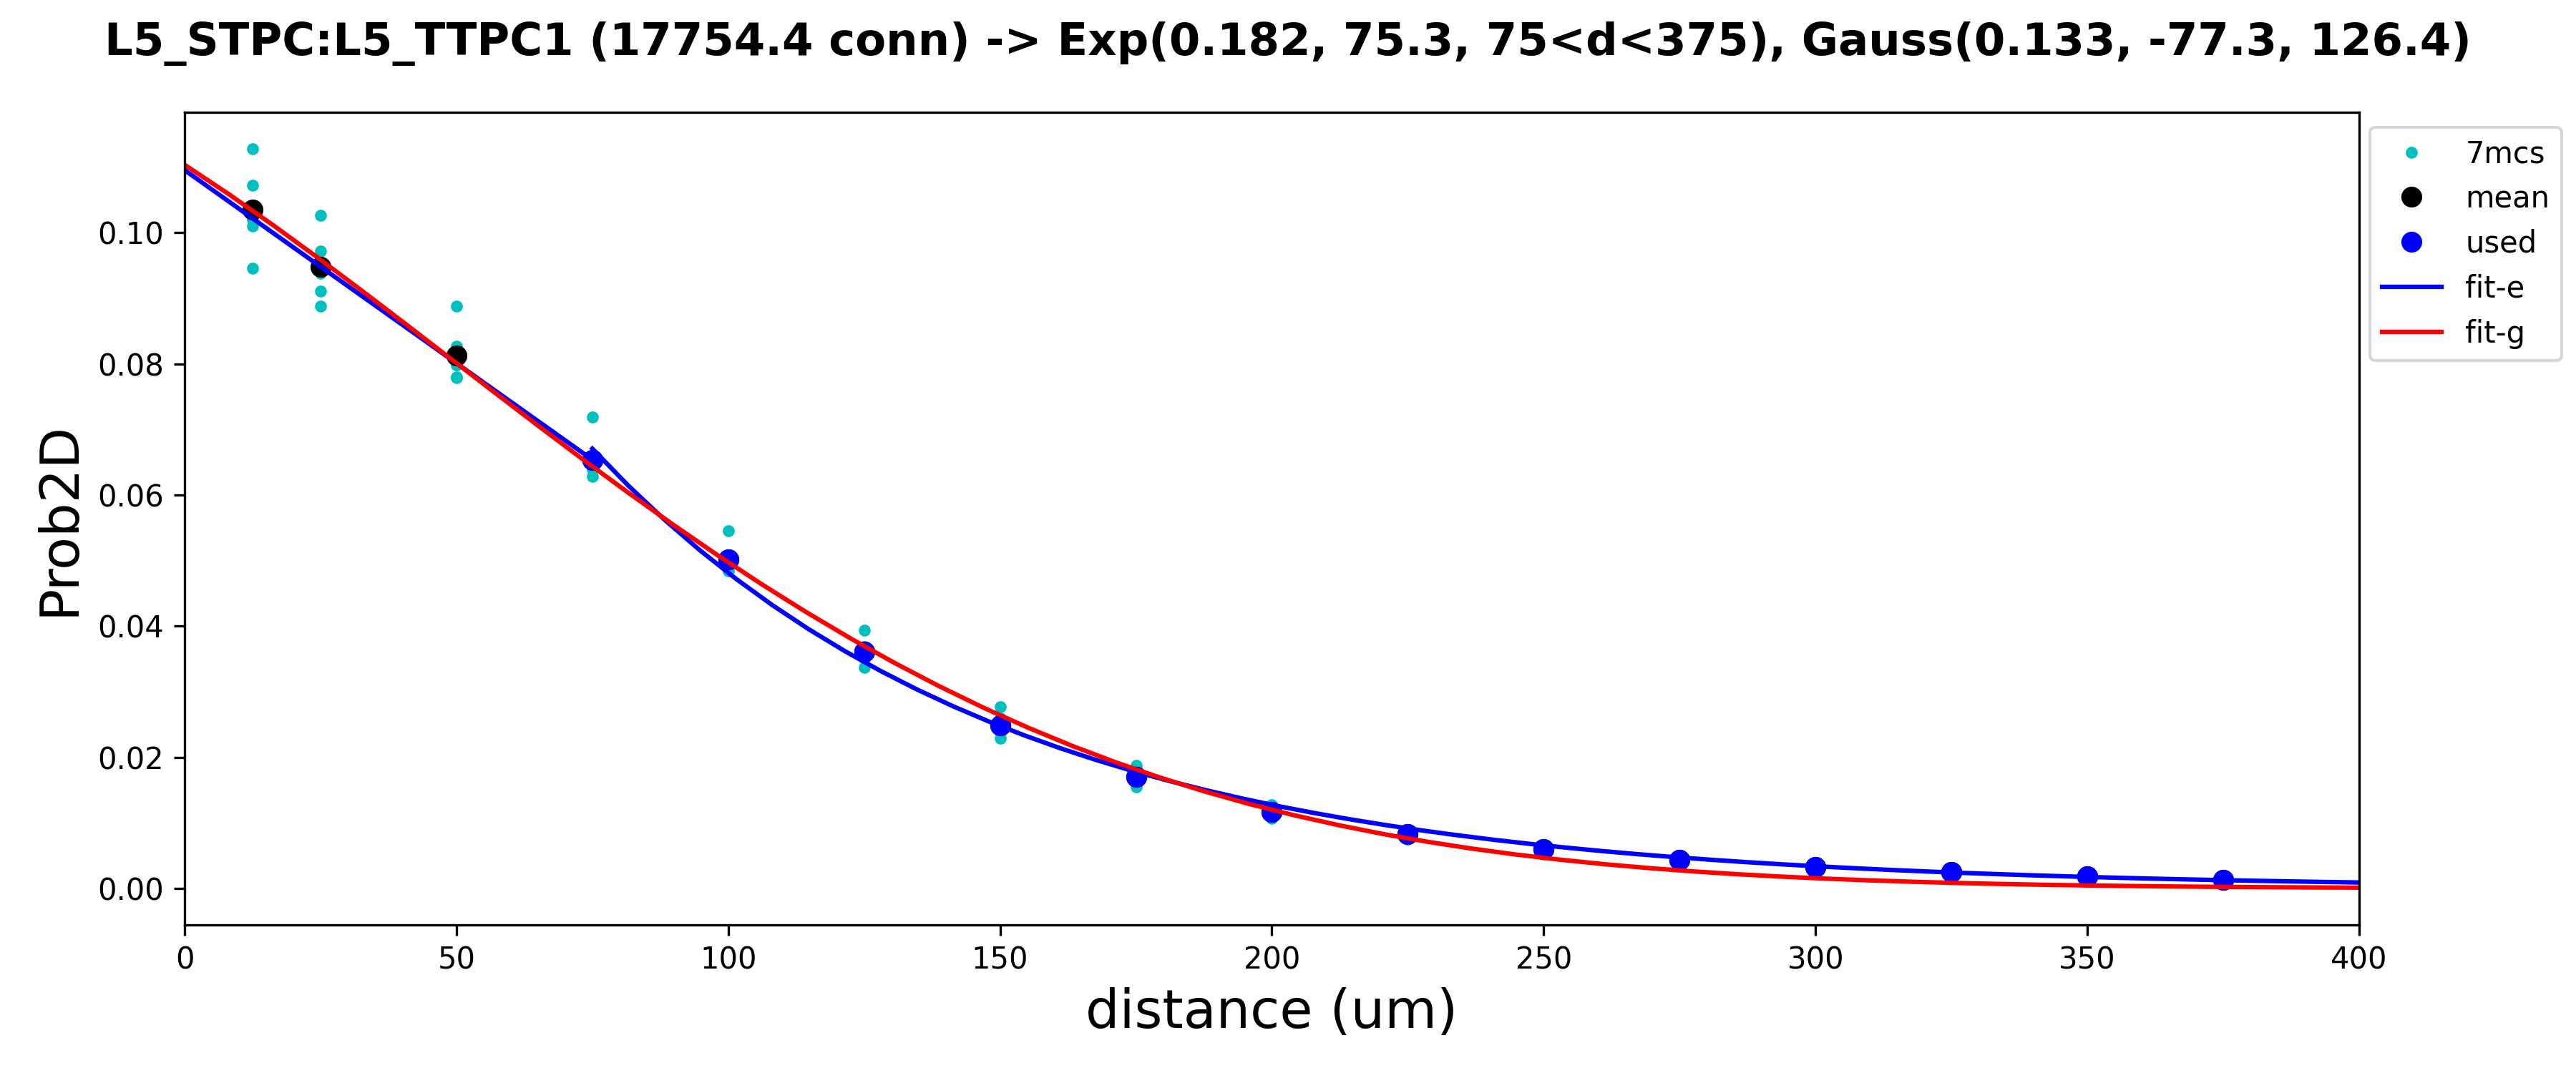 L5_STPC:L5_TTPC1 (17754.4 conn) -> Exp(0.182, 75.3, 75<d<375), Gauss(0.133, -77.3, 126.4)
7mcs
mean
used
fit-e
fit-g
Prob2D
0.10
0.08
0.06
0.04
0.02
0.00
0 50 100 150 200 250 300 350 400
distance (um)